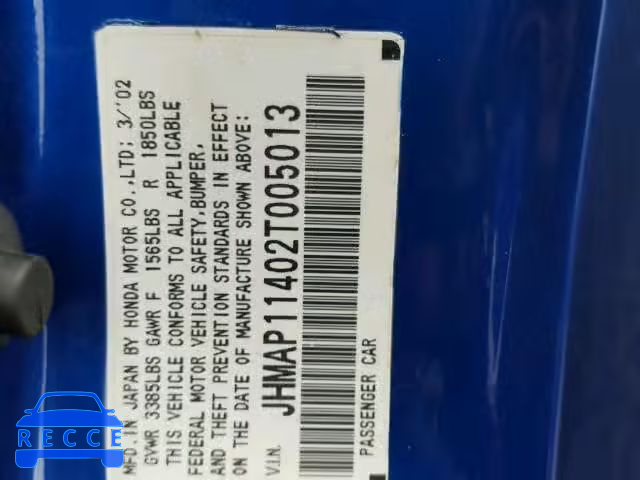 MFD. IN JAPAN BY HONDA MOTOR CO.,LTD; 3/'02
GVWR 3385LBS GAWR F 1565LBS R 1850LBS
THIS VEHICLE CONFORMS TO ALL APPLICABLE
FEDERAL MOTOR VEHICLE SAFETY,BUMPER,
AND THEFT PREVENTION STANDARDS IN EFFECT
ON THE DATE OF MANUFACTURE SHOWN ABOVE:
V.I.N. JHMAP11402T005013
PASSENGER CAR
RECCE